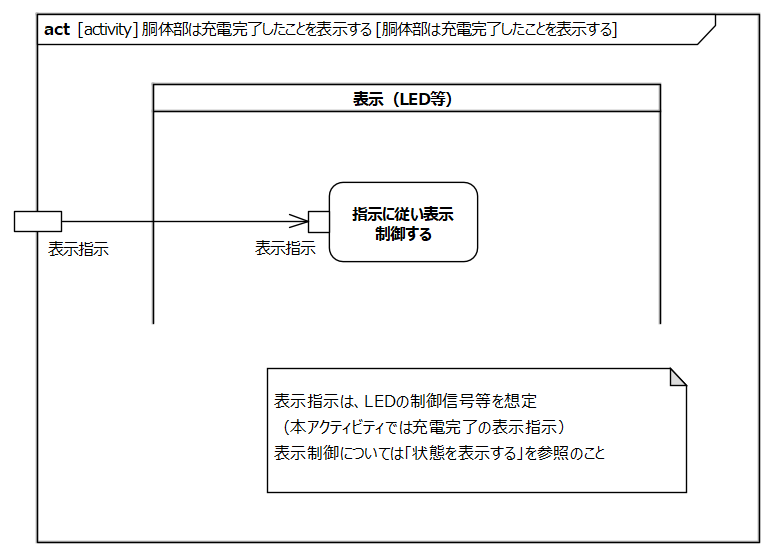 act [activity] 胴体部は充電完了したことを表示する [胴体部は充電完了したことを表示する]
表示（LED等）
指示に従い表示
制御する
表示指示
表示指示
表示指示は、LEDの制御信号等を想定
（本アクティビティでは充電完了の表示指示）
表示制御については「状態を表示する」を参照のこと